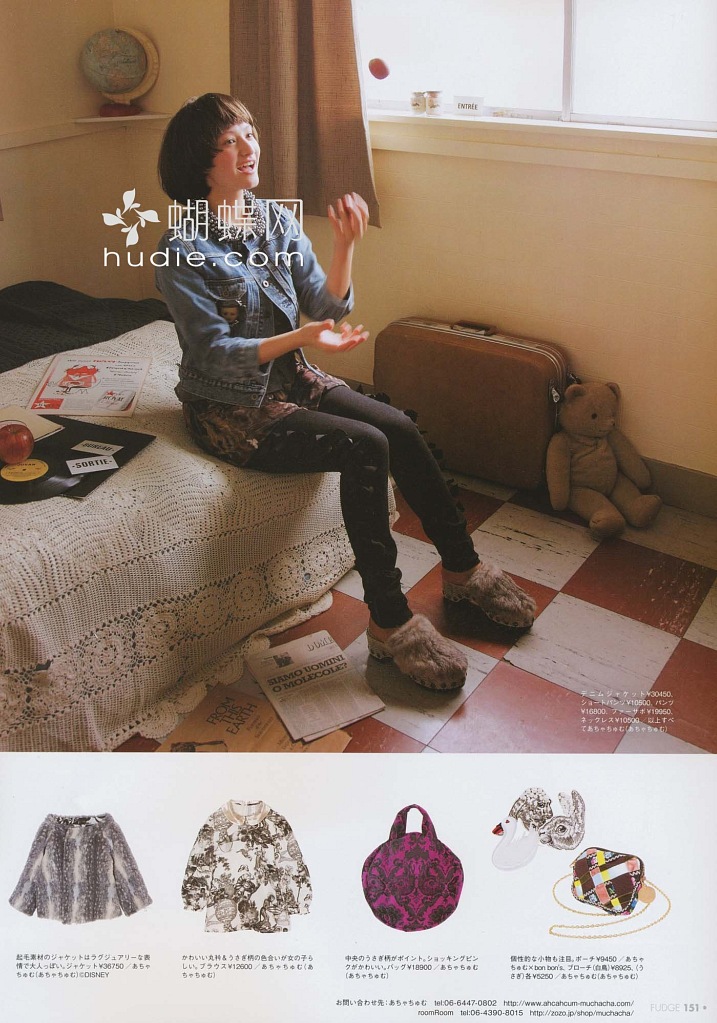 ENTRÉE
蝴蝶网
hudie.com
BUREAU
-SORTIE-
SIAMO UOMINI
O MOLECOLE?
FROM
THIS
EARTH
デニムジャケット¥30450、
ショートパンツ¥10500、パンツ
¥16800、ファーサボ¥19950、
ネックレス¥10500／以上すべ
てあちゃちゅむ(あちゃちゅむ)
起毛素材のジャケットはラグジュアリーな表
情で大人っぽい。ジャケット¥36750／あちゃ
ちゅむ(あちゃちゅむ)©DISNEY
かわいい丸衿&うさぎ柄の色合いが女の子ら
しい。ブラウス¥12600／あちゃちゅむ(あち
ゃちゅむ)
中央のうさぎ柄がポイント。ショッキングピン
クがかわいい。バッグ¥18900／あちゃちゅむ
(あちゃちゅむ)
個性的な小物も注目。ポーチ¥9450／あちゃ
ちゅむ×bon bon's、ブローチ(白鳥)¥8925、(う
さぎ)各¥5250／あちゃちゅむ(あちゃちゅむ)
お問い合わせ先：あちゃちゅむ tel:06-6447-0802 http://www.ahcahcum-muchacha.com/
roomRoom tel:06-4390-8015 http://zozo.jp/shop/muchacha/
FUDGE 151